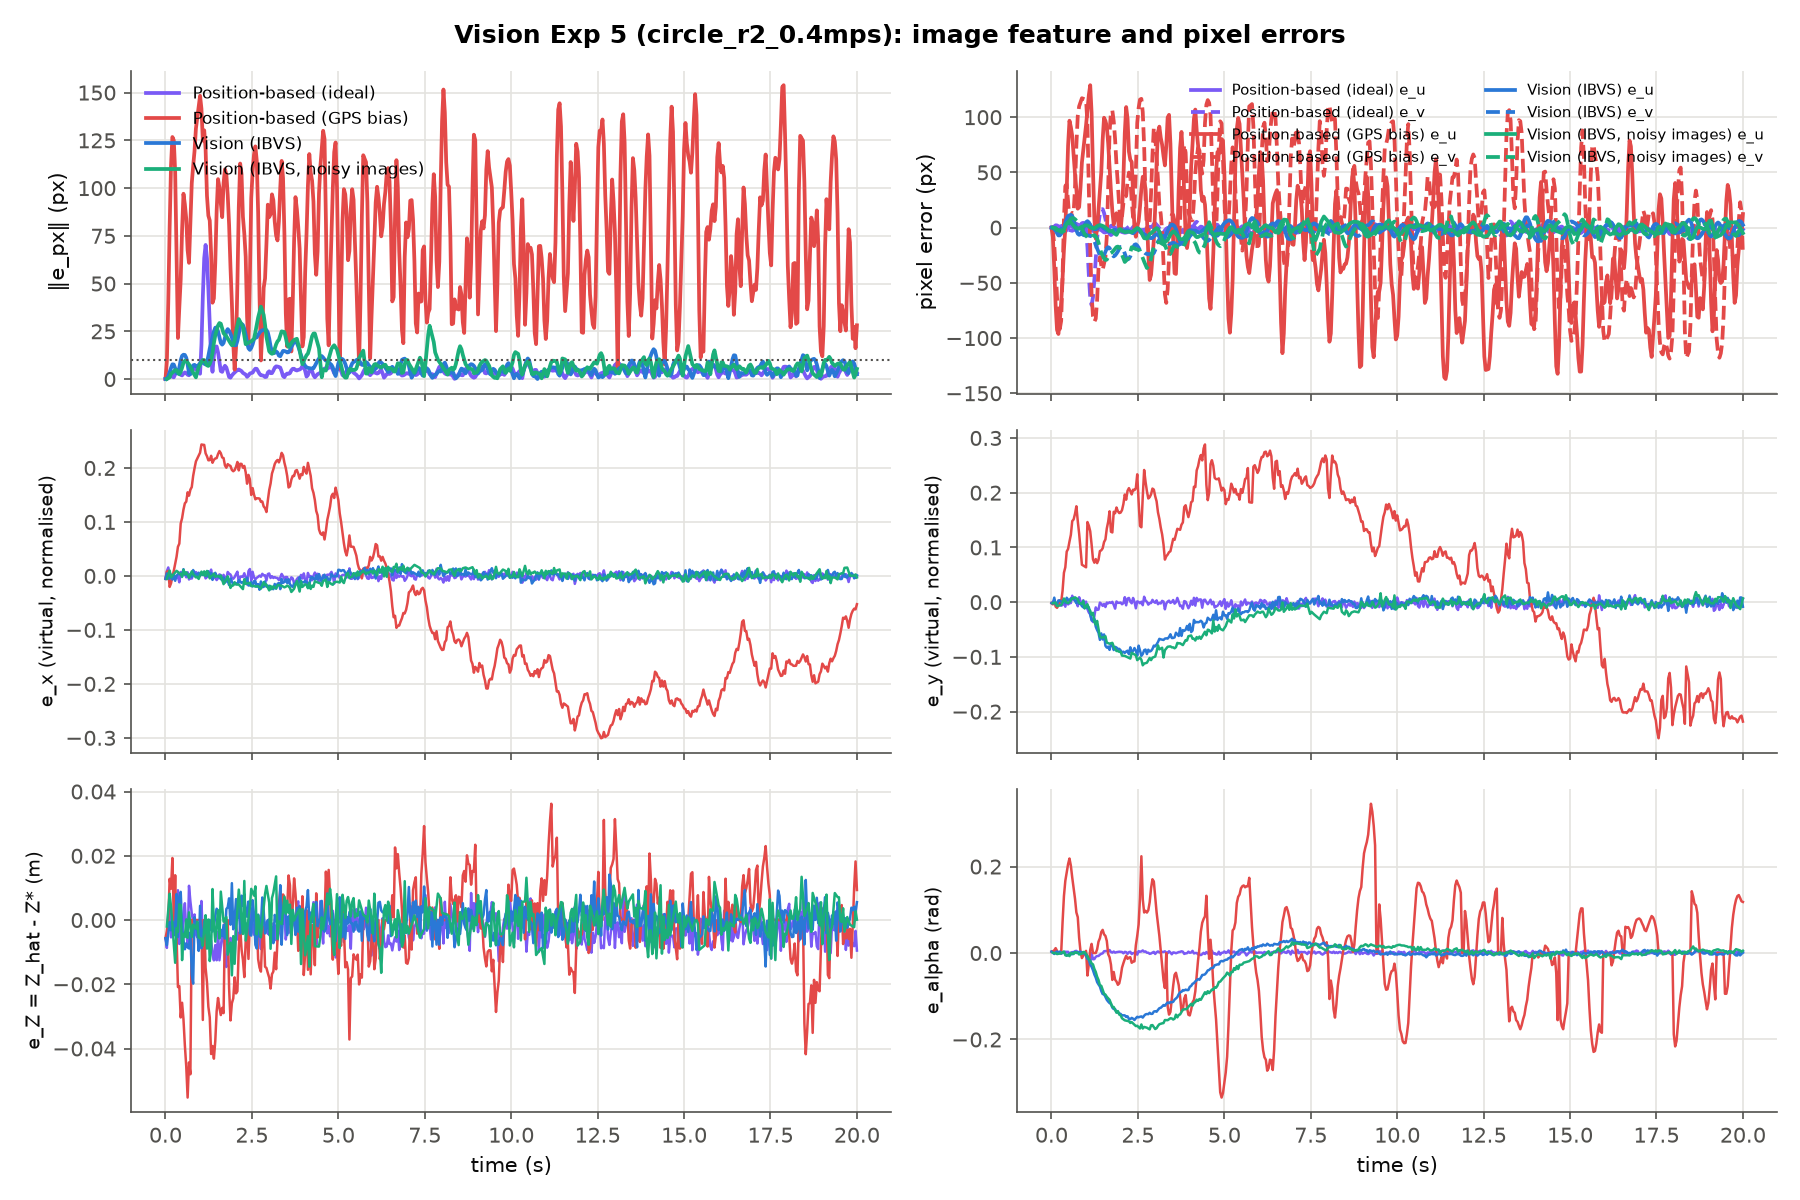 Vision Exp 5 (circle_r2_0.4mps): image feature and pixel errors
‖e_px‖ (px)
150
125
100
75
50
25
0
Position-based (ideal)
Position-based (GPS bias)
Vision (IBVS)
Vision (IBVS, noisy images)
pixel error (px)
100
50
0
−50
−100
−150
Position-based (ideal) e_u
Position-based (ideal) e_v
Position-based (GPS bias) e_u
Position-based (GPS bias) e_v
Vision (IBVS) e_u
Vision (IBVS) e_v
Vision (IBVS, noisy images) e_u
Vision (IBVS, noisy images) e_v
e_x (virtual, normalised)
0.2
0.1
0.0
−0.1
−0.2
−0.3
e_y (virtual, normalised)
0.3
0.2
0.1
0.0
−0.1
−0.2
e_Z = Z_hat - Z* (m)
0.04
0.02
0.00
−0.02
−0.04
0.0 2.5 5.0 7.5 10.0 12.5 15.0 17.5 20.0
time (s)
e_alpha (rad)
0.2
0.0
−0.2
0.0 2.5 5.0 7.5 10.0 12.5 15.0 17.5 20.0
time (s)